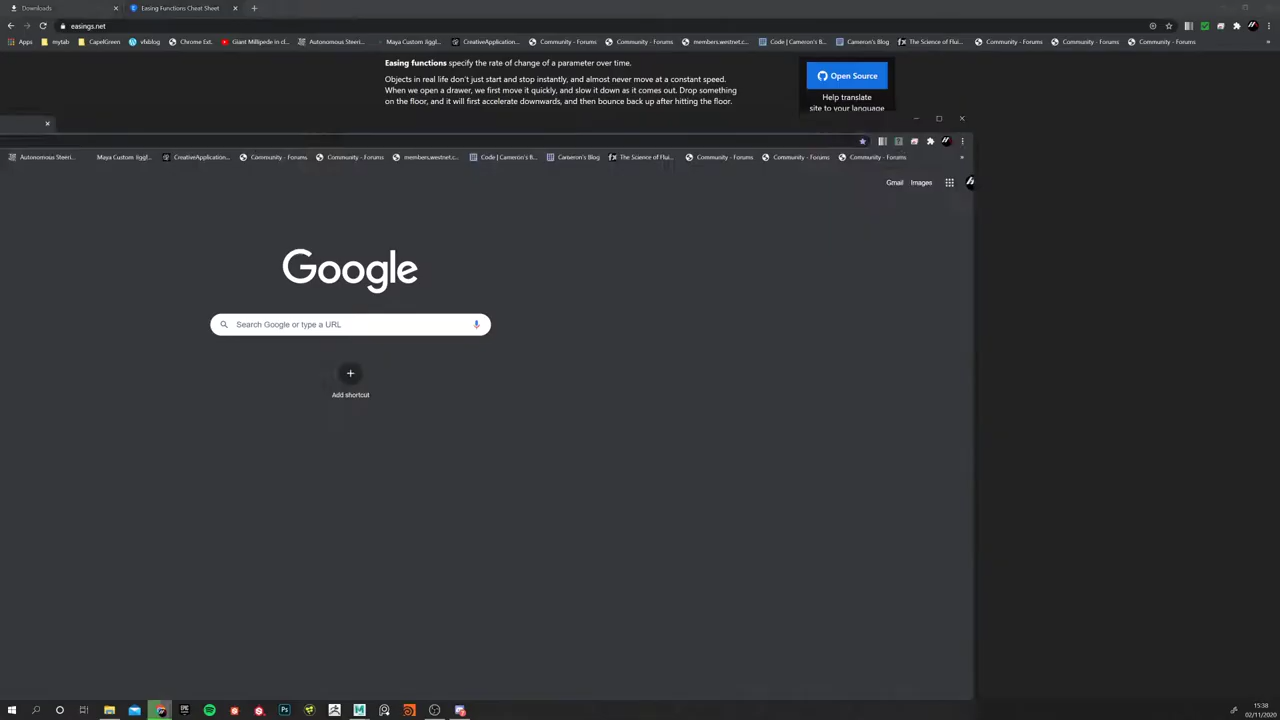 Downloads
Easing Functions Cheat Sheet
easings.net
Apps mytab CapelGreen vhblog Chrome Ext. Giant Millipede in cl... Autonomous Steeri... Maya Custom Jiggl... CreativeApplication... Community - Forums Community - Forums members.westnet.c... Code | Cameron's Blog Cameron's Blog The Science of Flui... Community - Forums Community - Forums Community - Forums
Easing functions specify the rate of change of a parameter over time.
Objects in real life don't just start and stop instantly, and almost never move at a constant speed.
When we open a drawer, we first move it quickly, and slow it down as it comes out. Drop something
on the floor, and it will first accelerate downwards, and then bounce back up after hitting the floor.
Open Source
Help translate
site to your language
Autonomous Steeri... Maya Custom Jiggl... CreativeApplication... Community - Forums Community - Forums members.westnet.c... Code | Cameron's B... Cameron's Blog The Science of Flui... Community - Forums Community - Forums Community - Forums
Gmail Images
Google
Search Google or type a URL
Add shortcut
15:38
02/11/2020